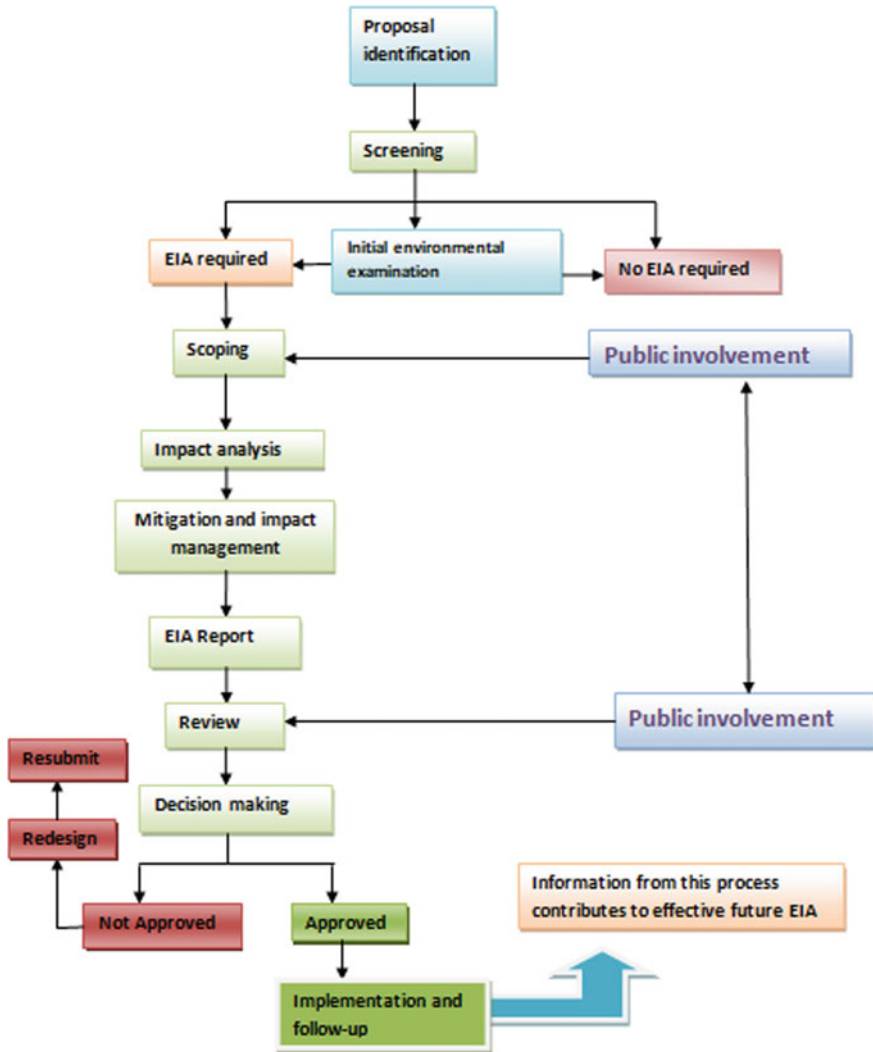 Proposal
identification
Screening
EIA required
Initial environmental
examination
No EIA required
Scoping
Public involvement
Impact analysis
Mitigation and impact
management
EIA Report
Review
Public involvement
Resubmit
Decision making
Redesign
Not Approved
Approved
Information from this process
contributes to effective future EIA
Implementation and
follow-up